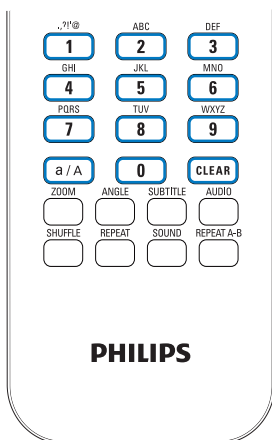 .,?!'@ ABC DEF
1 2 3
GHI JKL MNO
4 5 6
PQRS TUV WXYZ
7 8 9
a / A 0 CLEAR
ZOOM ANGLE SUBTITLE AUDIO
SHUFFLE REPEAT SOUND REPEAT A-B
PHILIPS